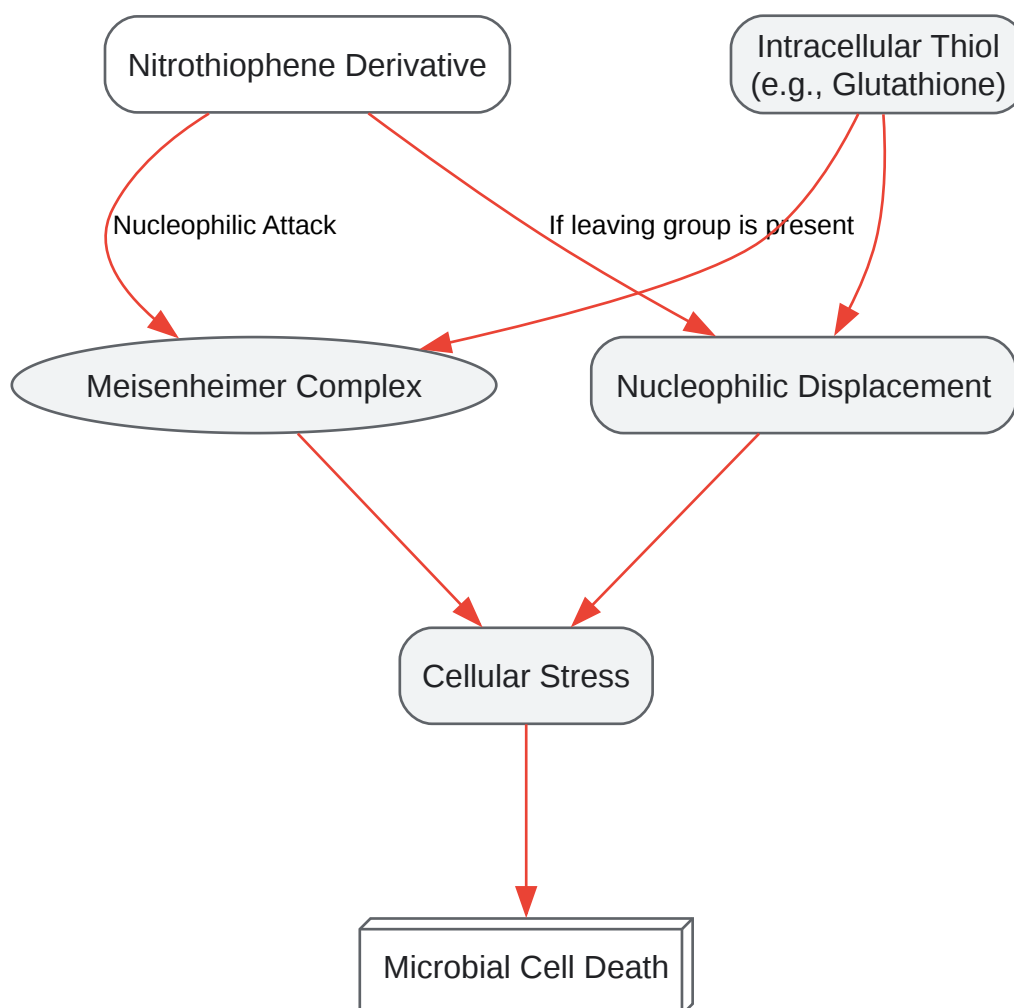 Nitrothiophene Derivative
Intracellular Thiol
(e.g., Glutathione)
Nucleophilic Attack
If leaving group is present
Meisenheimer Complex
Nucleophilic Displacement
Cellular Stress
Microbial Cell Death